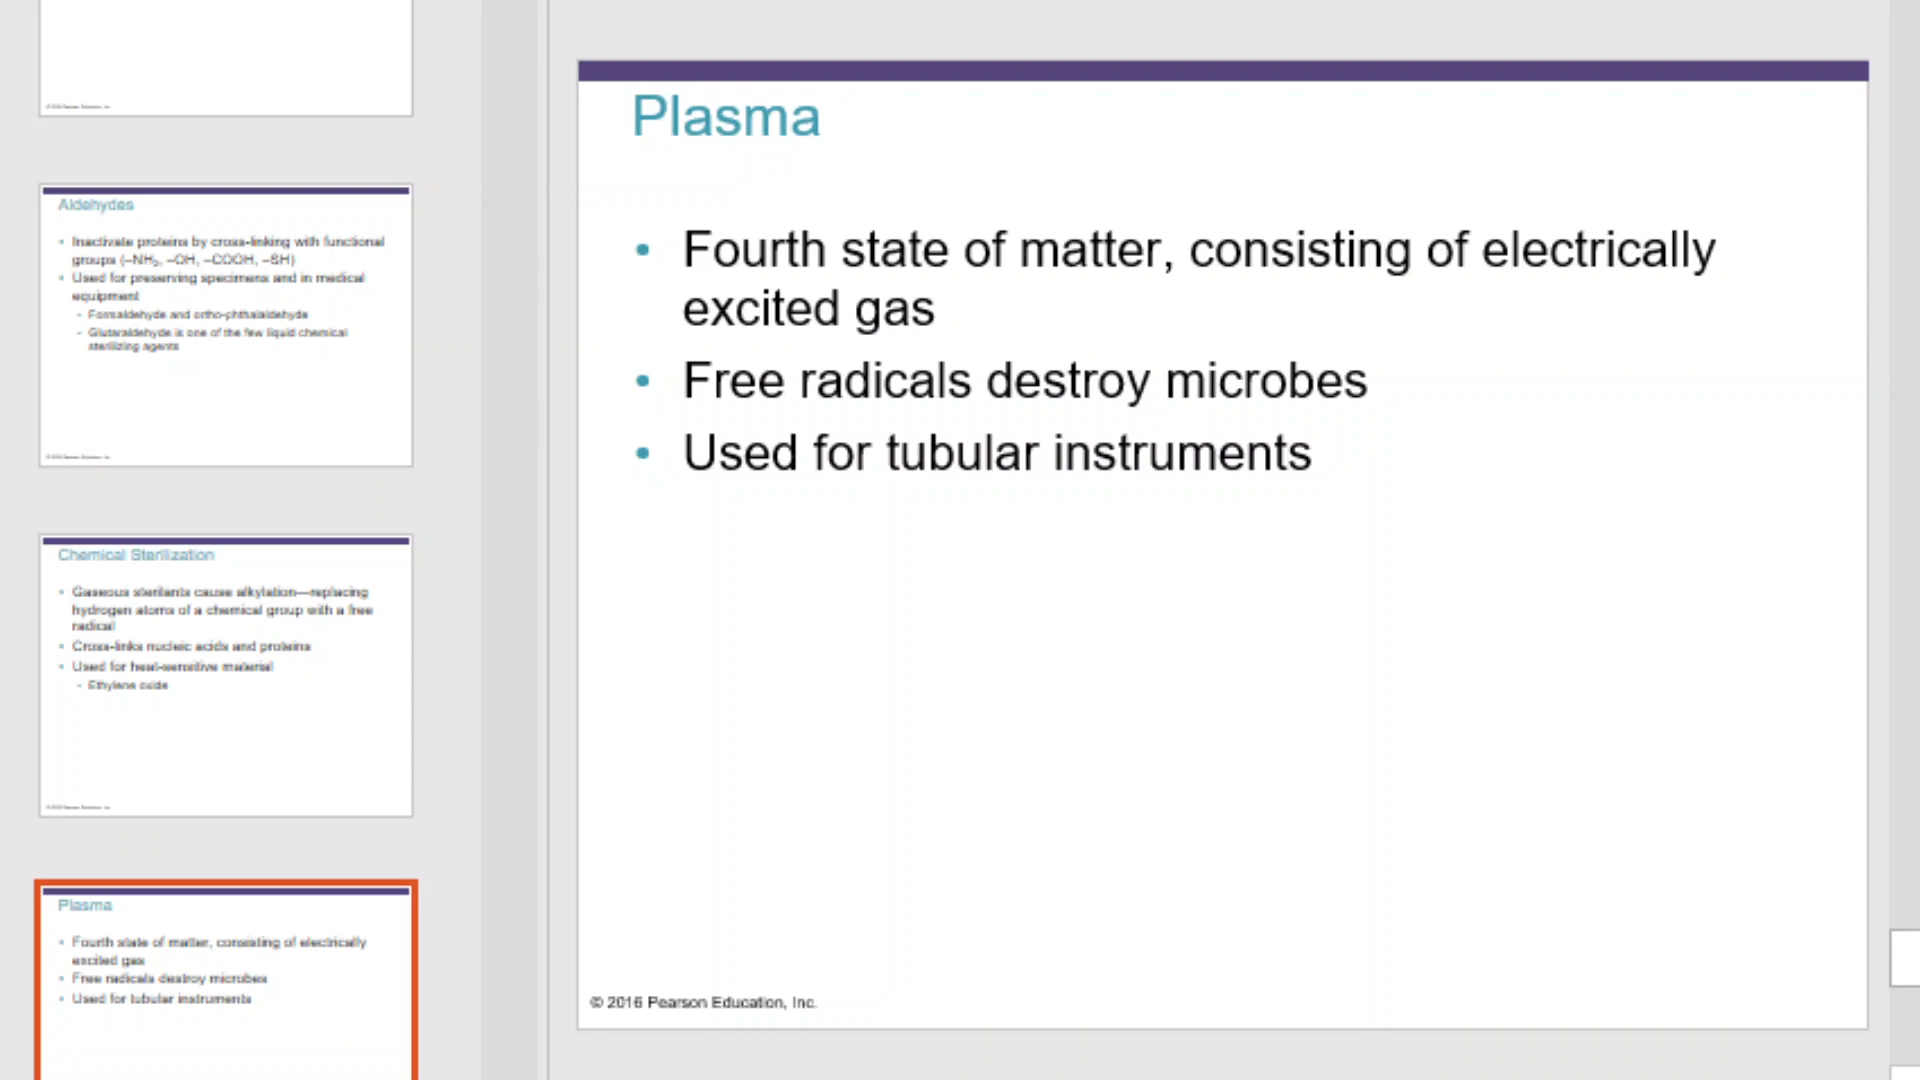 Aldehydes
• Inactivate proteins by cross-linking with functional
groups (–NH₂, –OH, –COOH, –SH)
• Used for preserving specimens and in medical
equipment
- Formaldehyde and ortho-phthalaldehyde
- Glutaraldehyde is one of the few liquid chemical
sterilizing agents
Chemical Sterilization
• Gaseous sterilants cause alkylation—replacing
hydrogen atoms of a chemical group with a free
radical
• Cross-links nucleic acids and proteins
• Used for heat-sensitive material
- Ethylene oxide
Plasma
• Fourth state of matter, consisting of electrically
excited gas
• Free radicals destroy microbes
• Used for tubular instruments
Plasma
• Fourth state of matter, consisting of electrically
excited gas
• Free radicals destroy microbes
• Used for tubular instruments
© 2016 Pearson Education, Inc.